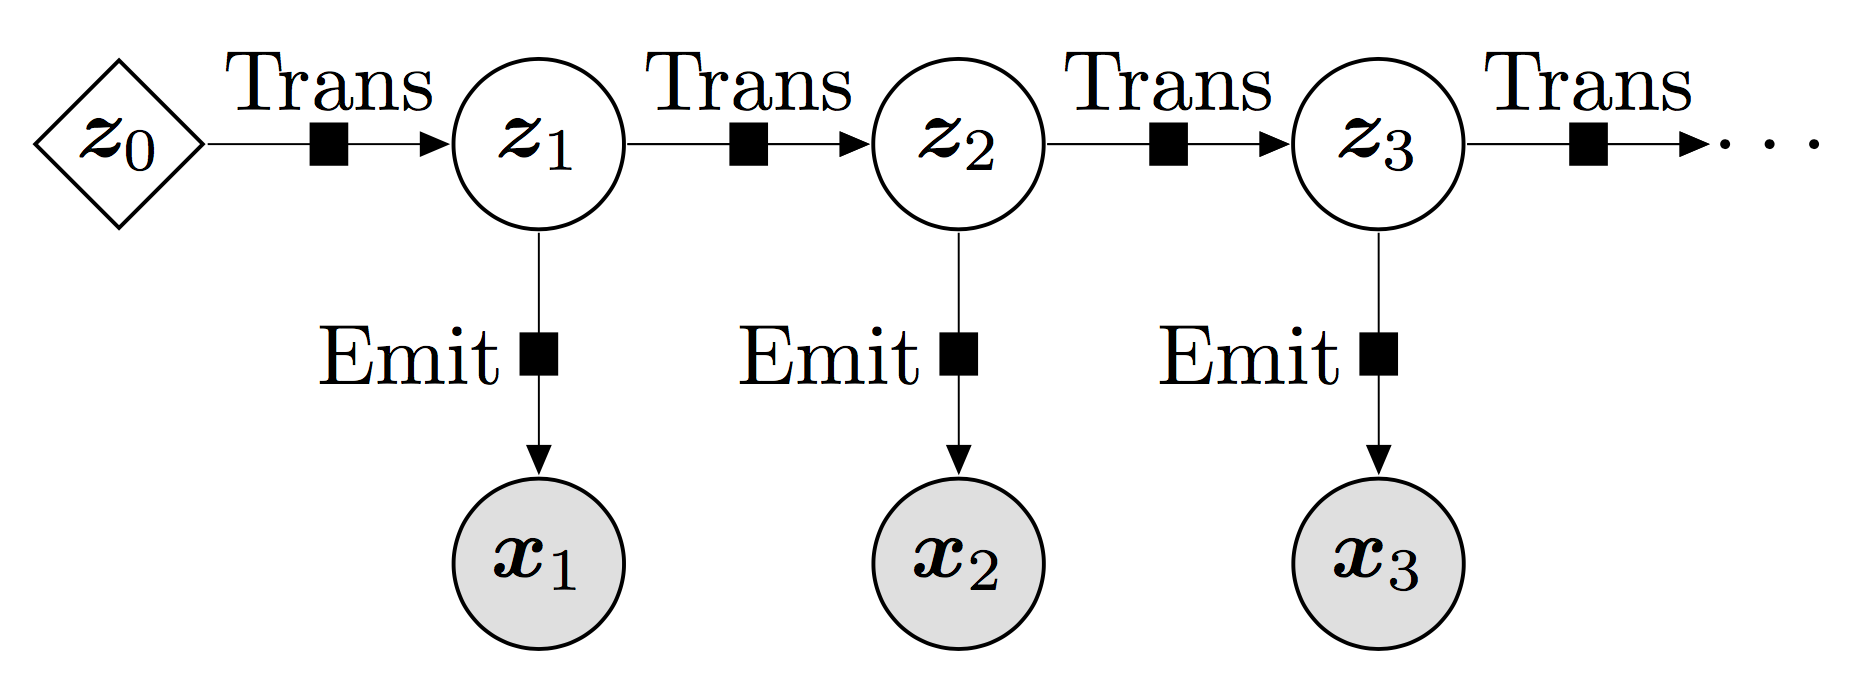 Trans Trans Trans Trans
z₀ z₁ z₂ z₃ · · ·
Emit Emit Emit
x₁ x₂ x₃